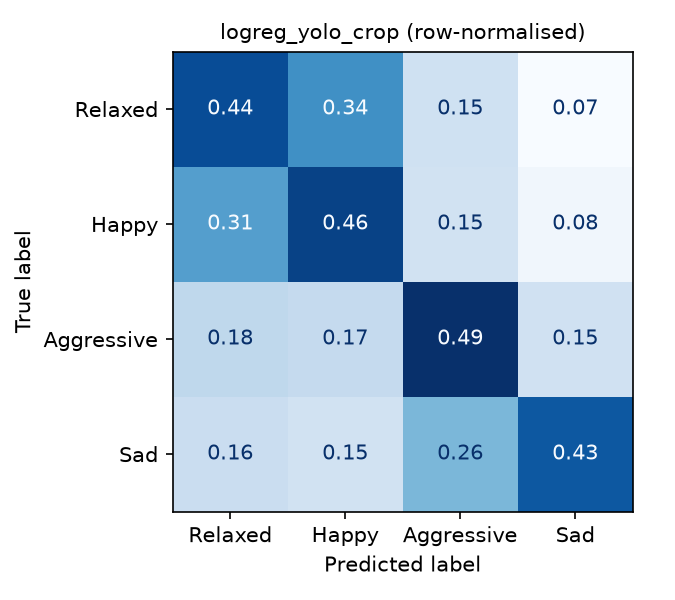 logreg_yolo_crop (row-normalised)
True label
Relaxed 0.44 0.34 0.15 0.07
Happy 0.31 0.46 0.15 0.08
Aggressive 0.18 0.17 0.49 0.15
Sad 0.16 0.15 0.26 0.43
Relaxed Happy Aggressive Sad
Predicted label